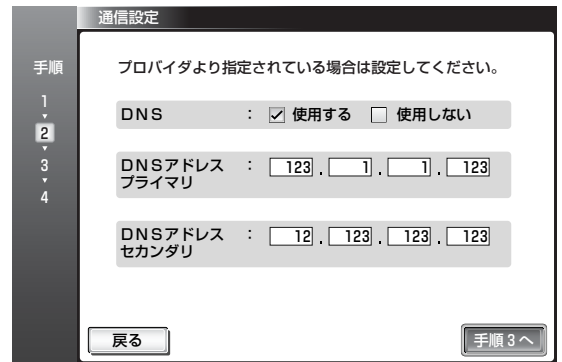 通信設定
手順
1
2
3
4
プロバイダより指定されている場合は設定してください。
DNS : 使用する 使用しない
DNSアドレス : 123 . 1 . 1 . 123
プライマリ
DNSアドレス : 12 . 123 . 123 . 123
セカンダリ
戻る
手順3へ